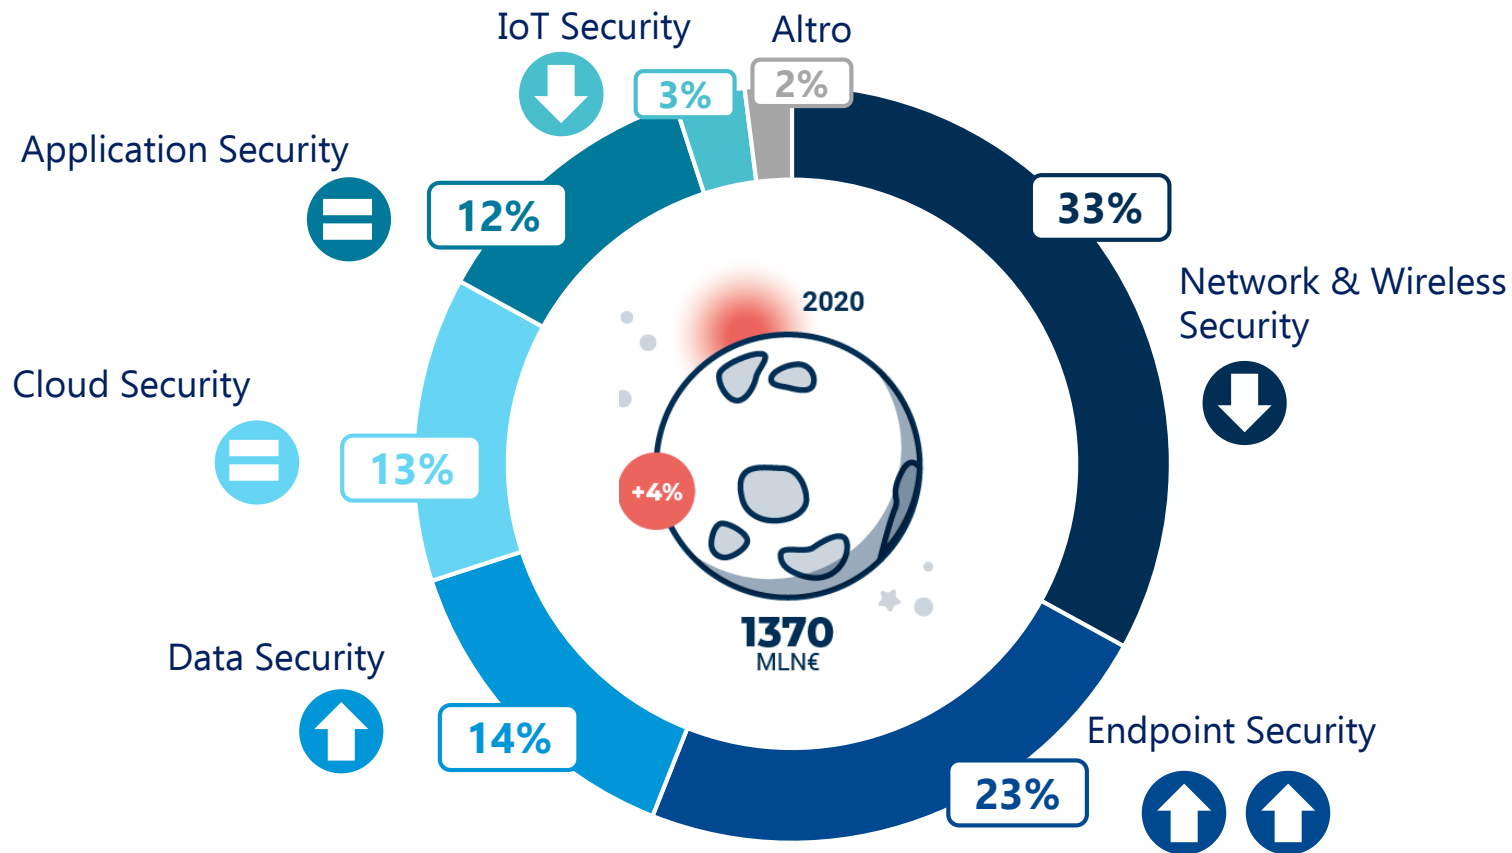 IoT Security
Altro
3%
2%
Application Security
12%
33%
Network & Wireless
Security
2020
Cloud Security
13%
+4%
1370
MLN€
Data Security
14%
Endpoint Security
23%